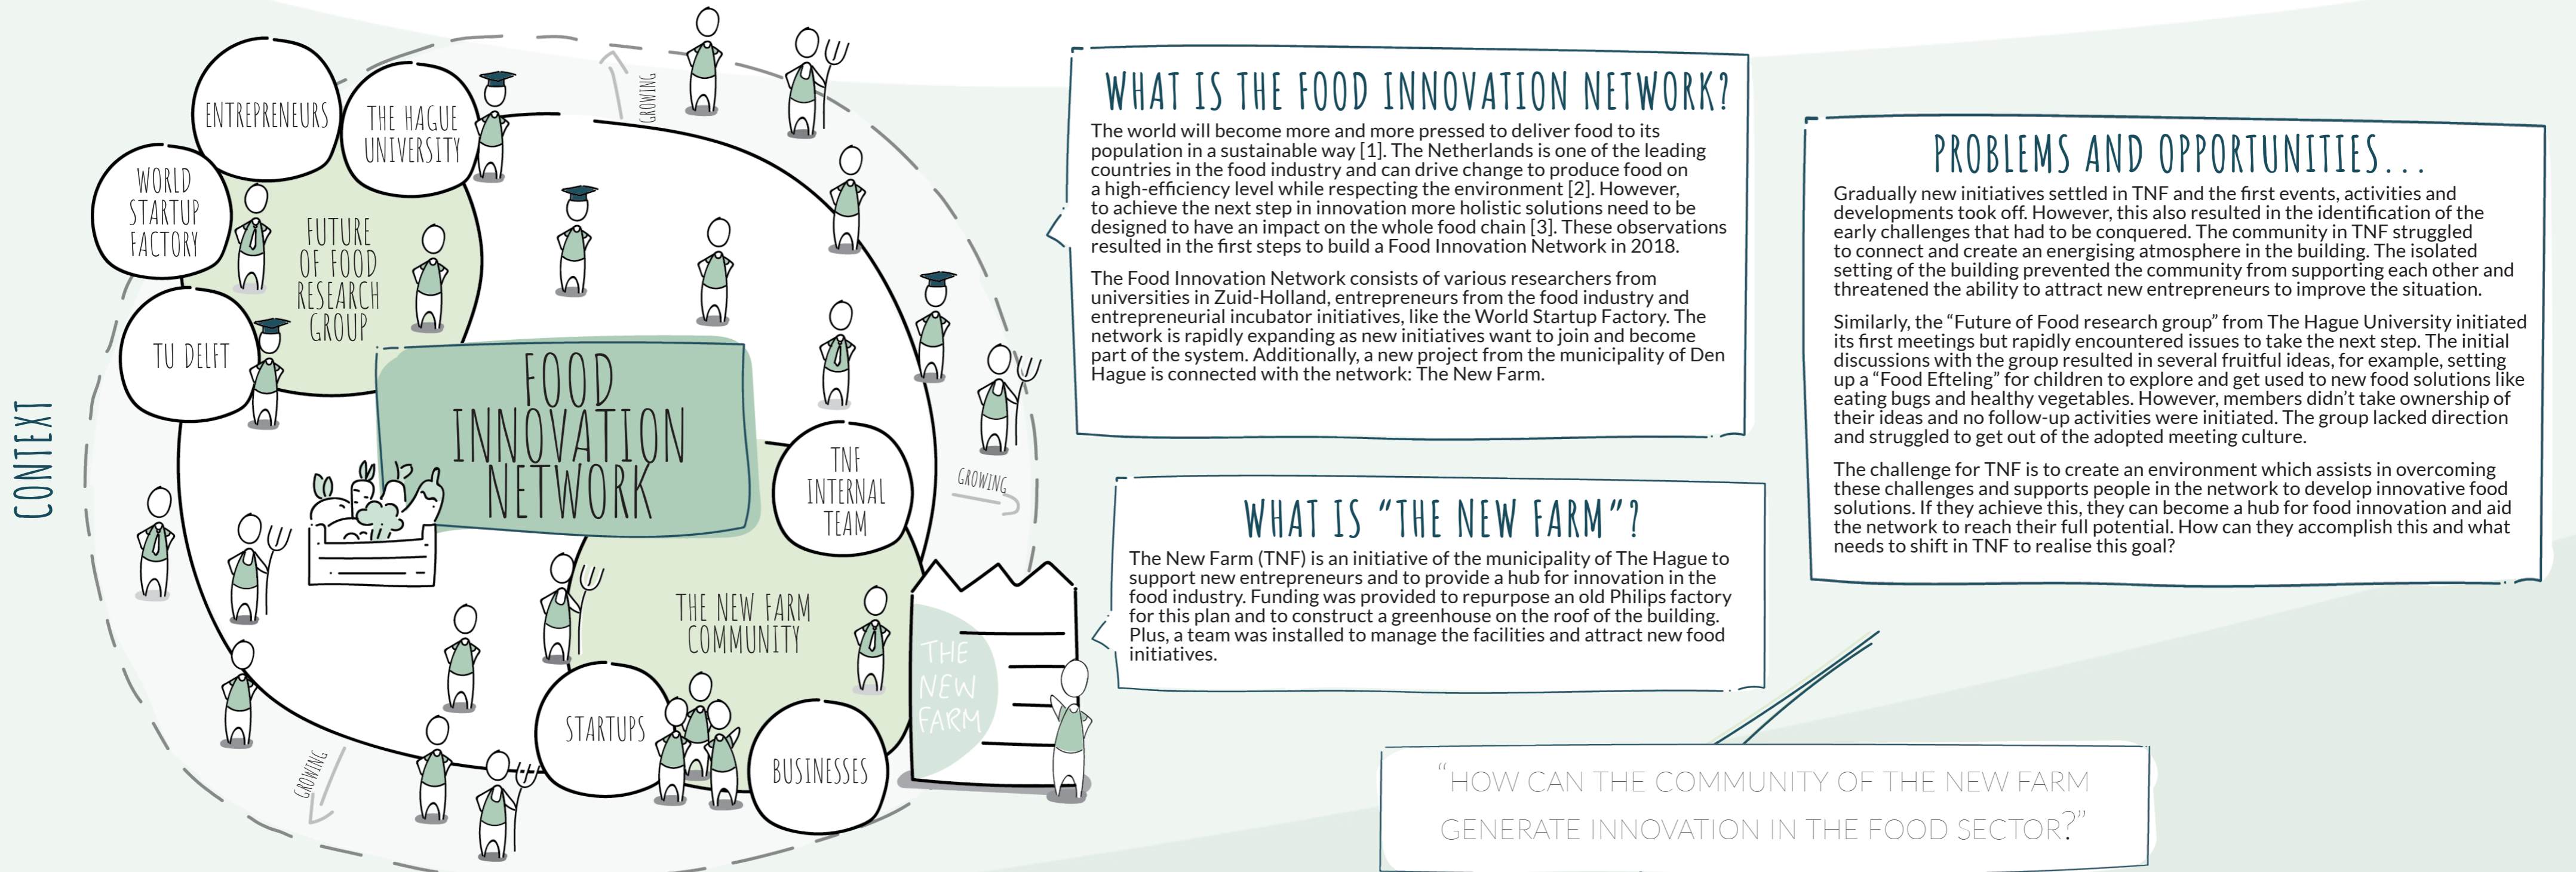 CONTEXT
ENTREPRENEURS
THE HAGUE
UNIVERSITY
WORLD
STARTUP
FACTORY
TU DELFT
FUTURE
OF FOOD
RESEARCH
GROUP
GROWING
FOOD
INNOVATION
NETWORK
TNF
INTERNAL
TEAM
GROWING
THE NEW FARM
COMMUNITY
STARTUPS
BUSINESSES
THE
NEW
FARM
GROWING
WHAT IS THE FOOD INNOVATION NETWORK?
The world will become more and more pressed to deliver food to its
population in a sustainable way [1]. The Netherlands is one of the leading
countries in the food industry and can drive change to produce food on
a high-efficiency level while respecting the environment [2]. However,
to achieve the next step in innovation more holistic solutions need to be
designed to have an impact on the whole food chain [3]. These observations
resulted in the first steps to build a Food Innovation Network in 2018.
The Food Innovation Network consists of various researchers from
universities in Zuid-Holland, entrepreneurs from the food industry and
entrepreneurial incubator initiatives, like the World Startup Factory. The
network is rapidly expanding as new initiatives want to join and become
part of the system. Additionally, a new project from the municipality of Den
Hague is connected with the network: The New Farm.
WHAT IS “THE NEW FARM”?
The New Farm (TNF) is an initiative of the municipality of The Hague to
support new entrepreneurs and to provide a hub for innovation in the
food industry. Funding was provided to repurpose an old Philips factory
for this plan and to construct a greenhouse on the roof of the building.
Plus, a team was installed to manage the facilities and attract new food
initiatives.
PROBLEMS AND OPPORTUNITIES...
Gradually new initiatives settled in TNF and the first events, activities and
developments took off. However, this also resulted in the identification of the
early challenges that had to be conquered. The community in TNF struggled
to connect and create an energising atmosphere in the building. The isolated
setting of the building prevented the community from supporting each other and
threatened the ability to attract new entrepreneurs to improve the situation.
Similarly, the “Future of Food research group” from The Hague University initiated
its first meetings but rapidly encountered issues to take the next step. The initial
discussions with the group resulted in several fruitful ideas, for example, setting
up a “Food Efteling” for children to explore and get used to new food solutions like
eating bugs and healthy vegetables. However, members didn’t take ownership of
their ideas and no follow-up activities were initiated. The group lacked direction
and struggled to get out of the adopted meeting culture.
The challenge for TNF is to create an environment which assists in overcoming
these challenges and supports people in the network to develop innovative food
solutions. If they achieve this, they can become a hub for food innovation and aid
the network to reach their full potential. How can they accomplish this and what
needs to shift in TNF to realise this goal?
“HOW CAN THE COMMUNITY OF THE NEW FARM
GENERATE INNOVATION IN THE FOOD SECTOR?”